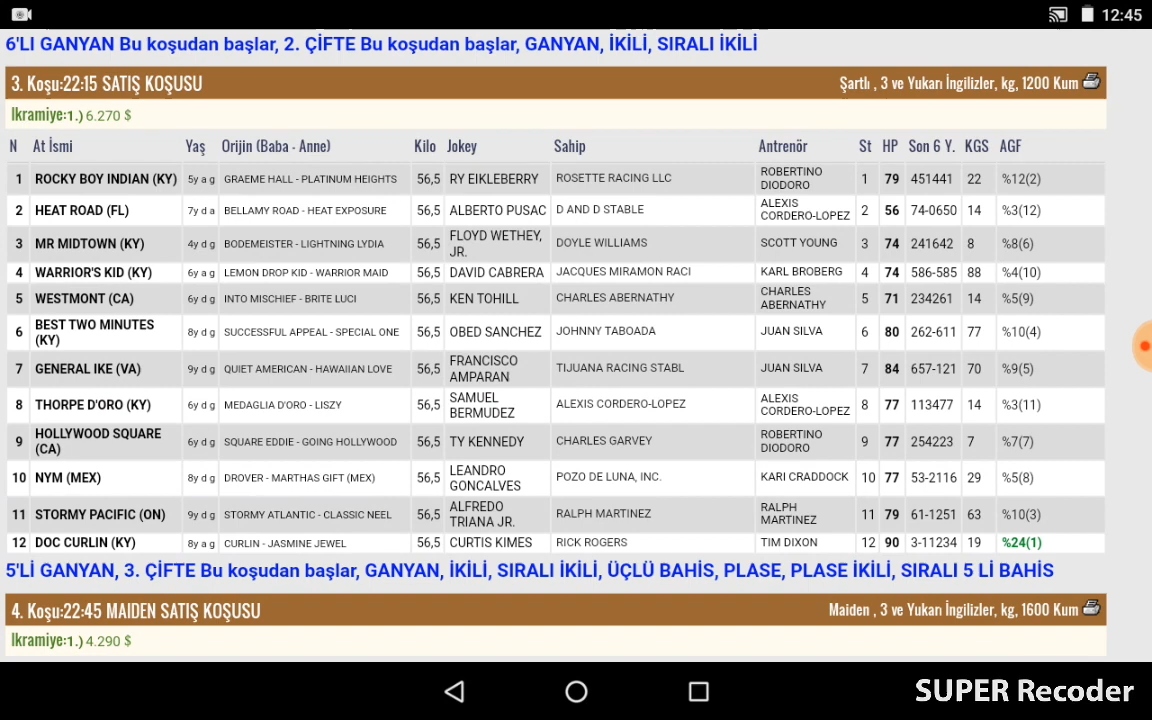 12:45
6'LI GANYAN Bu koşudan başlar, 2. ÇİFTE Bu koşudan başlar, GANYAN, İKİLİ, SIRALI İKİLİ
3. Koşu:22:15 SATIŞ KOŞUSU Şartlı , 3 ve Yukarı İngilizler, kg, 1200 Kum
Ikramiye:1.) 6.270 $
N At İsmi Yaş Orijin (Baba - Anne) Kilo Jokey Sahip Antrenör St HP Son 6 Y. KGS AGF
1 ROCKY BOY INDIAN (KY) 5y a g GRAEME HALL - PLATINUM HEIGHTS 56,5 RY EIKLEBERRY ROSETTE RACING LLC ROBERTINO DIODORO 1 79 451441 22 %12(2)
2 HEAT ROAD (FL) 7y d a BELLAMY ROAD - HEAT EXPOSURE 56,5 ALBERTO PUSAC D AND D STABLE ALEXIS CORDERO-LOPEZ 2 56 74-0650 14 %3(12)
3 MR MIDTOWN (KY) 4y d g BODEMEISTER - LIGHTNING LYDIA 56,5 FLOYD WETHEY, JR. DOYLE WILLIAMS SCOTT YOUNG 3 74 241642 8 %8(6)
4 WARRIOR'S KID (KY) 6y a g LEMON DROP KID - WARRIOR MAID 56,5 DAVID CABRERA JACQUES MIRAMON RACI KARL BROBERG 4 74 586-585 88 %4(10)
5 WESTMONT (CA) 6y d g INTO MISCHIEF - BRITE LUCI 56,5 KEN TOHILL CHARLES ABERNATHY CHARLES ABERNATHY 5 71 234261 14 %5(9)
6 BEST TWO MINUTES (KY) 8y d g SUCCESSFUL APPEAL - SPECIAL ONE 56,5 OBED SANCHEZ JOHNNY TABOADA JUAN SILVA 6 80 262-611 77 %10(4)
7 GENERAL IKE (VA) 9y d g QUIET AMERICAN - HAWAIIAN LOVE 56,5 FRANCISCO AMPARAN TIJUANA RACING STABL JUAN SILVA 7 84 657-121 70 %9(5)
8 THORPE D'ORO (KY) 6y d g MEDAGLIA D'ORO - LISZY 56,5 SAMUEL BERMUDEZ ALEXIS CORDERO-LOPEZ ALEXIS CORDERO-LOPEZ 8 77 113477 14 %3(11)
9 HOLLYWOOD SQUARE (CA) 6y d g SQUARE EDDIE - GOING HOLLYWOOD 56,5 TY KENNEDY CHARLES GARVEY ROBERTINO DIODORO 9 77 254223 7 %7(7)
10 NYM (MEX) 8y d g DROVER - MARTHAS GIFT (MEX) 56,5 LEANDRO GONCALVES POZO DE LUNA, INC. KARI CRADDOCK 10 77 53-2116 29 %5(8)
11 STORMY PACIFIC (ON) 9y d g STORMY ATLANTIC - CLASSIC NEEL 56,5 ALFREDO TRIANA JR. RALPH MARTINEZ RALPH MARTINEZ 11 79 61-1251 63 %10(3)
12 DOC CURLIN (KY) 8y a g CURLIN - JASMINE JEWEL 56,5 CURTIS KIMES RICK ROGERS TIM DIXON 12 90 3-11234 19 %24(1)
5'Lİ GANYAN, 3. ÇİFTE Bu koşudan başlar, GANYAN, İKİLİ, SIRALI İKİLİ, ÜÇLÜ BAHİS, PLASE, PLASE İKİLİ, SIRALI 5 Lİ BAHİS
4. Koşu:22:45 MAIDEN SATIŞ KOŞUSU Maiden , 3 ve Yukarı İngilizler, kg, 1600 Kum
Ikramiye:1.) 4.290 $
SUPER Recoder